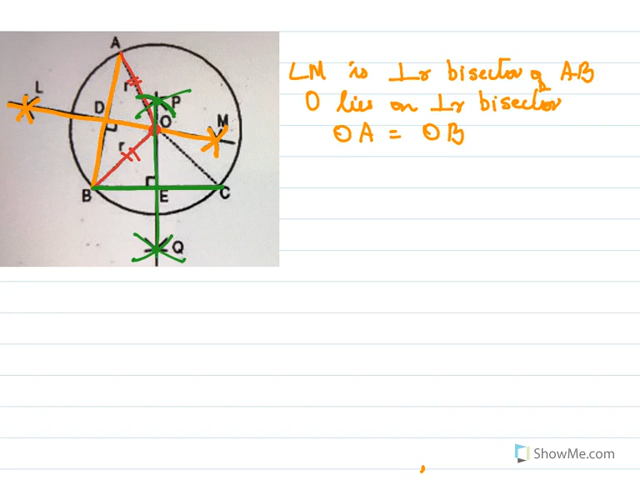 A
L
r
P
D
O
M
r
B
E
C
Q
LM is ⊥r bisector of AB
O lies on ⊥r bisector
OA = OB
ShowMe.com